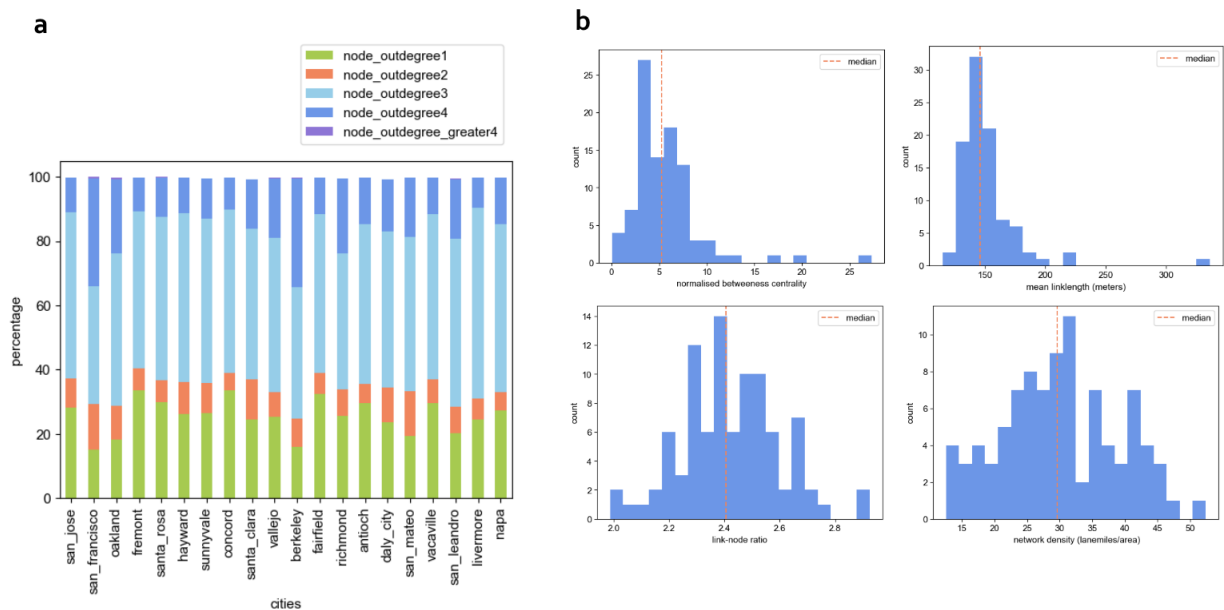 a
node_outdegree1
node_outdegree2
node_outdegree3
node_outdegree4
node_outdegree_greater4
percentage
100
80
60
40
20
0
san_jose
san_francisco
oakland
fremont
santa_rosa
hayward
sunnyvale
concord
santa_clara
vallejo
berkeley
fairfield
richmond
antioch
daly_city
san_mateo
vacaville
san_leandro
livermore
napa
cities
b
median
count
25
20
15
10
5
0
0 5 10 15 20 25
normalised betweeness centrality
median
count
30
25
20
15
10
5
0
150 200 250 300
mean linklength (meters)
median
count
14
12
10
8
6
4
2
0
2.0 2.2 2.4 2.6 2.8
link-node ratio
median
count
10
8
6
4
2
0
15 20 25 30 35 40 45 50
network density (lanemiles/area)